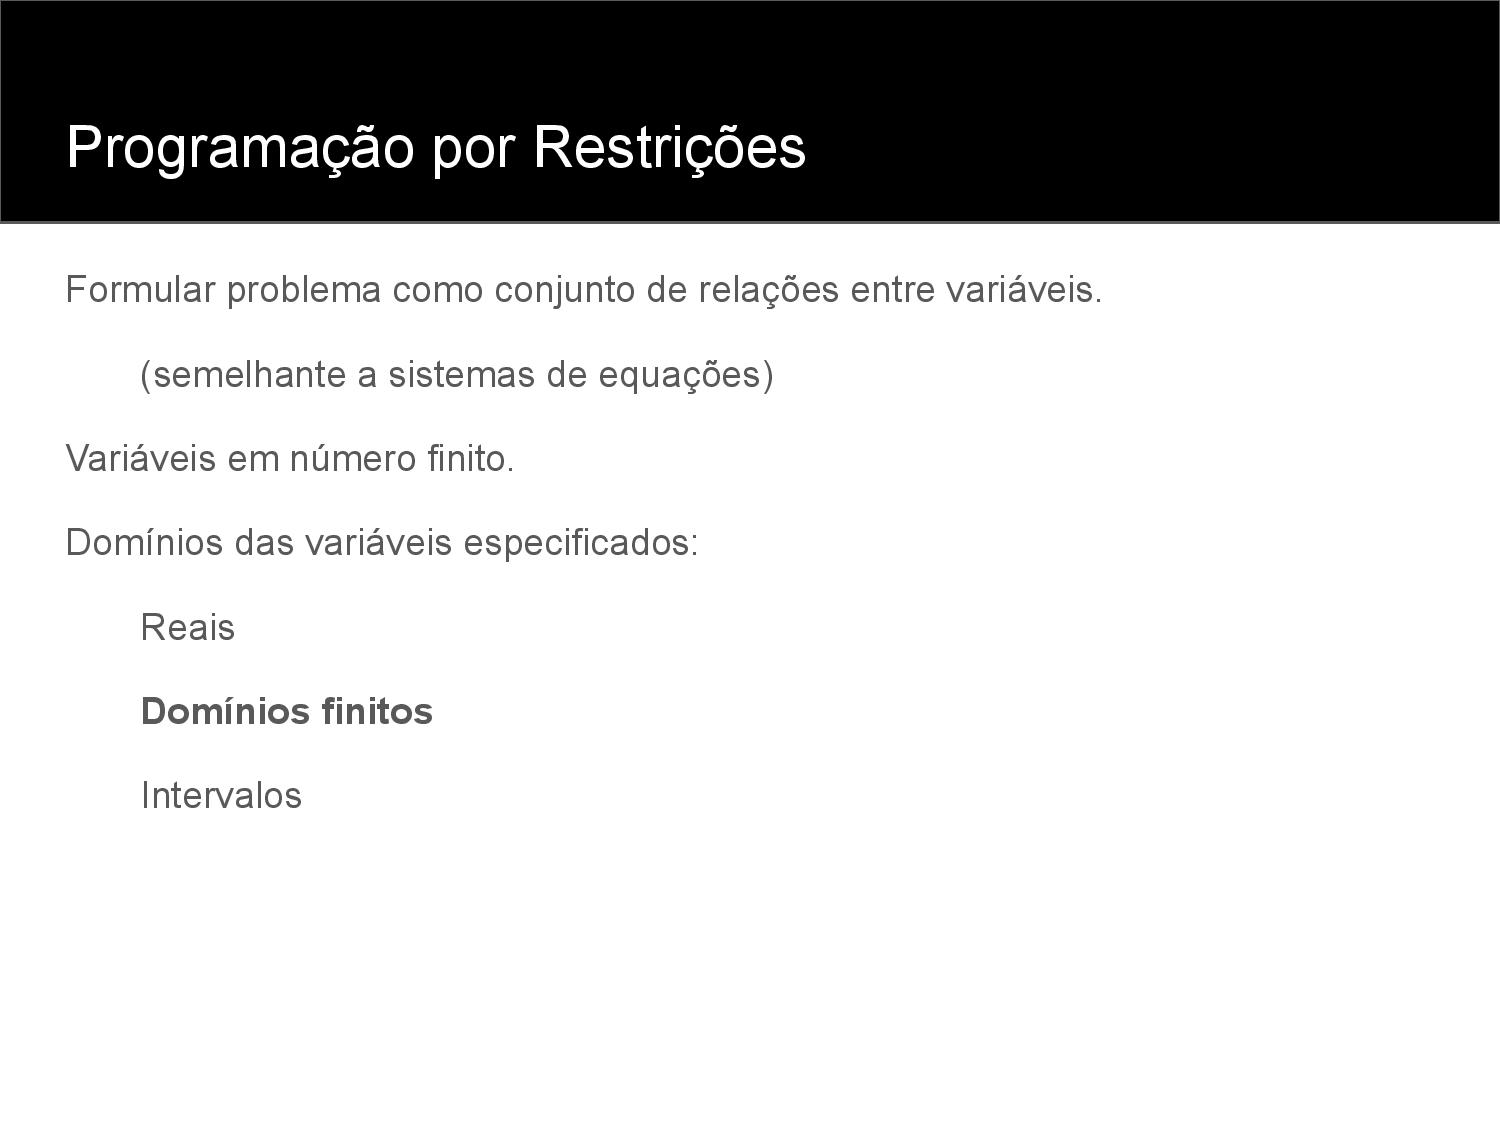 Programação por Restrições
Formular problema como conjunto de relações entre variáveis.
(semelhante a sistemas de equações)
Variáveis em número finito.
Domínios das variáveis especificados:
Reais
Domínios finitos
Intervalos